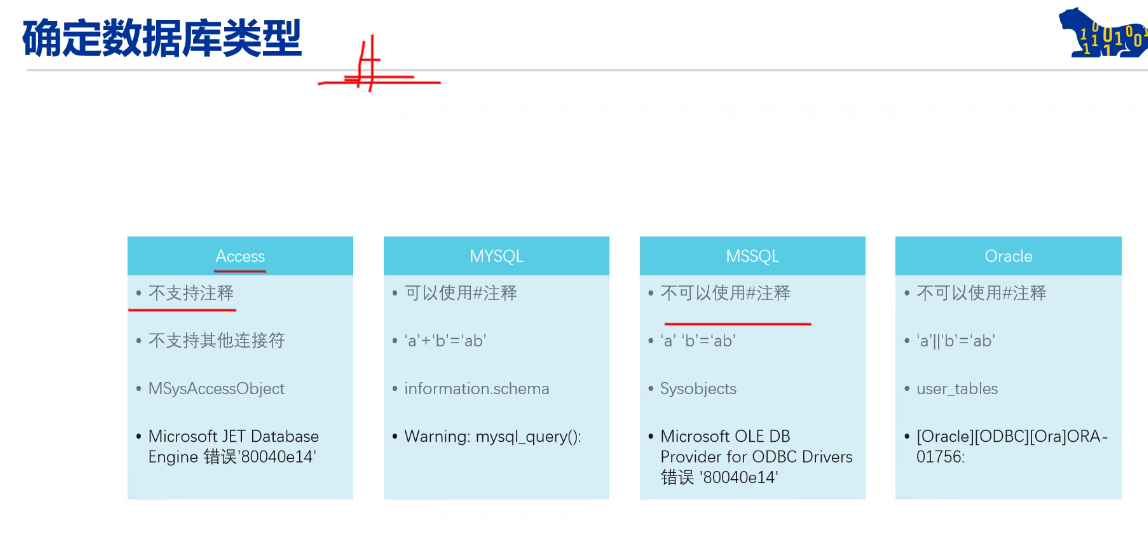 确定数据库类型
Access
• 不支持注释
• 不支持其他连接符
• MSysAccessObject
• Microsoft JET Database
Engine 错误'80040e14'
MYSQL
• 可以使用#注释
• ‘a’+‘b’=‘ab’
• information.schema
• Warning: mysql_query():
MSSQL
• 不可以使用#注释
• ‘a’ ‘b’=‘ab’
• Sysobjects
• Microsoft OLE DB
Provider for ODBC Drivers
错误 '80040e14'
Oracle
• 不可以使用#注释
• ‘a’||‘b’=‘ab’
• user_tables
• [Oracle][ODBC][Ora]ORA-
01756: